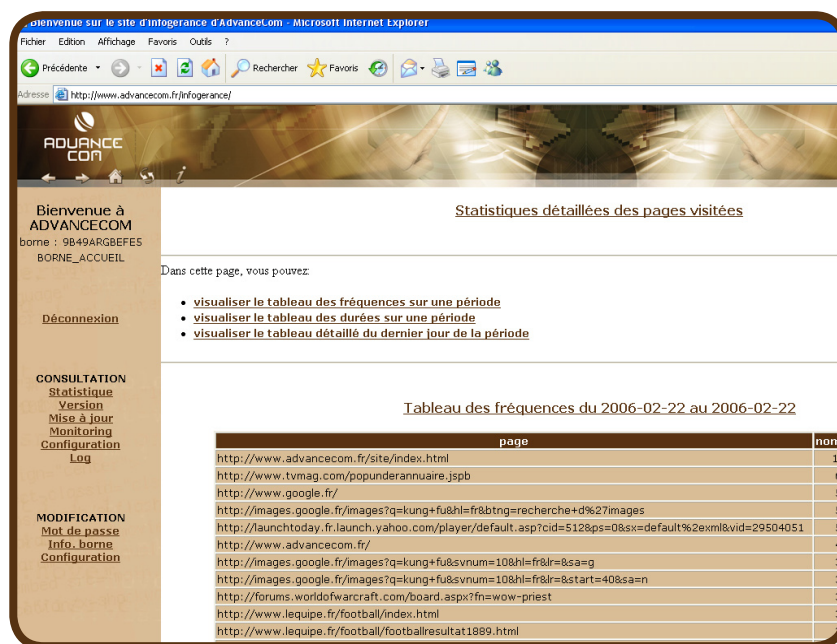 Bienvenue sur le site d'infogerance d'AdvanceCom - Microsoft Internet Explorer
Fichier Edition Affichage Favoris Outils ?
Précédente Rechercher Favoris
Adresse http://www.advancecom.fr/infogerance/
ADVANCE
COM
Bienvenue à
ADVANCECOM
borne : 9B49ARGBEFE5
BORNE_ACCUEIL
Déconnexion
CONSULTATION
Statistique
Version
Mise à jour
Monitoring
Configuration
Log
MODIFICATION
Mot de passe
Info. borne
Configuration
Statistiques détaillées des pages visitées
Dans cette page, vous pouvez:
visualiser le tableau des fréquences sur une période
visualiser le tableau des durées sur une période
visualiser le tableau détaillé du dernier jour de la période
Tableau des fréquences du 2006-02-22 au 2006-02-22
page
http://www.advancecom.fr/site/index.html
http://www.tvmag.com/popunderannuaire.jspb
http://www.google.fr/
http://images.google.fr/images?q=kung+fu&hl=fr&btng=recherche+d%27images
http://launchtoday.fr.launch.yahoo.com/player/default.asp?cid=512&ps=0&sx=default%2exml&vid=29504051
http://www.advancecom.fr/
http://images.google.fr/images?q=kung+fu&svnum=10&hl=fr&lr=&sa=g
http://images.google.fr/images?q=kung+fu&svnum=10&hl=fr&lr=&start=40&sa=n
http://forums.worldofwarcraft.com/board.aspx?fn=wow-priest
http://www.lequipe.fr/football/index.html
http://www.lequipe.fr/football/footballresultat1889.html